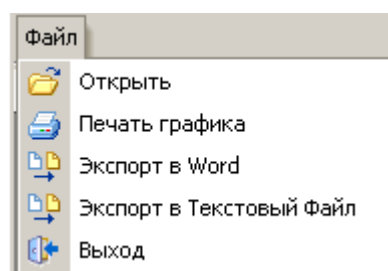 Файл
Открыть
Печать графика
Экспорт в Word
Экспорт в Текстовый Файл
Выход